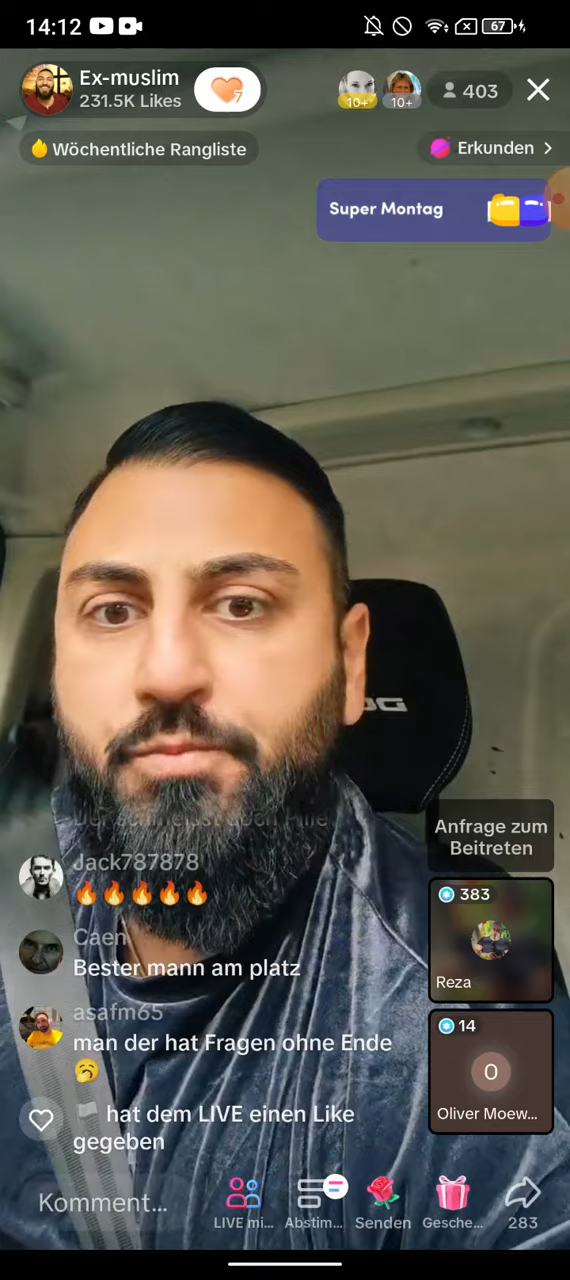 14:12
67
Ex-muslim
231.5K Likes
7
10+
10+
403
Wöchentliche Rangliste
Erkunden
Super Montag
Anfrage zum
Beitreten
Jack787878
🔥🔥🔥🔥🔥
Caen
Bester mann am platz
asafm65
man der hat Fragen ohne Ende
🥱
hat dem LIVE einen Like
gegeben
383
Reza
14
O
Oliver Moew...
Komment...
LIVE mi...
Abstim...
Senden
Gesche...
283